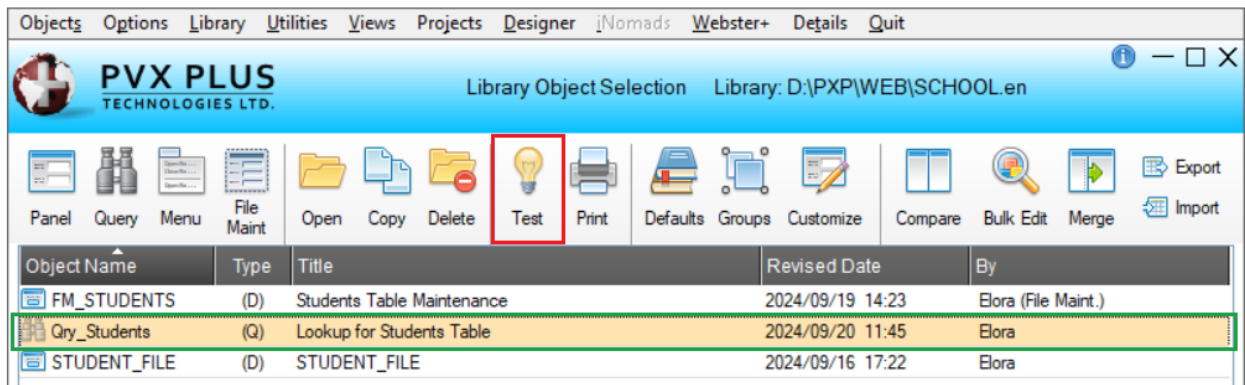 Objects Options Library Utilities Views Projects Designer iNomads Webster+ Details Quit
PVX PLUS
TECHNOLOGIES LTD.
Library Object Selection Library: D:\PXP\WEB\SCHOOL.en
Panel Query Menu File Maint Open Copy Delete Test Print Defaults Groups Customize Compare Bulk Edit Merge Export
Import
Object Name Type Title Revised Date By
FM_STUDENTS (D) Students Table Maintenance 2024/09/19 14:23 Elora (File Maint.)
Qry_Students (Q) Lookup for Students Table 2024/09/20 11:45 Elora
STUDENT_FILE (D) STUDENT_FILE 2024/09/16 17:22 Elora